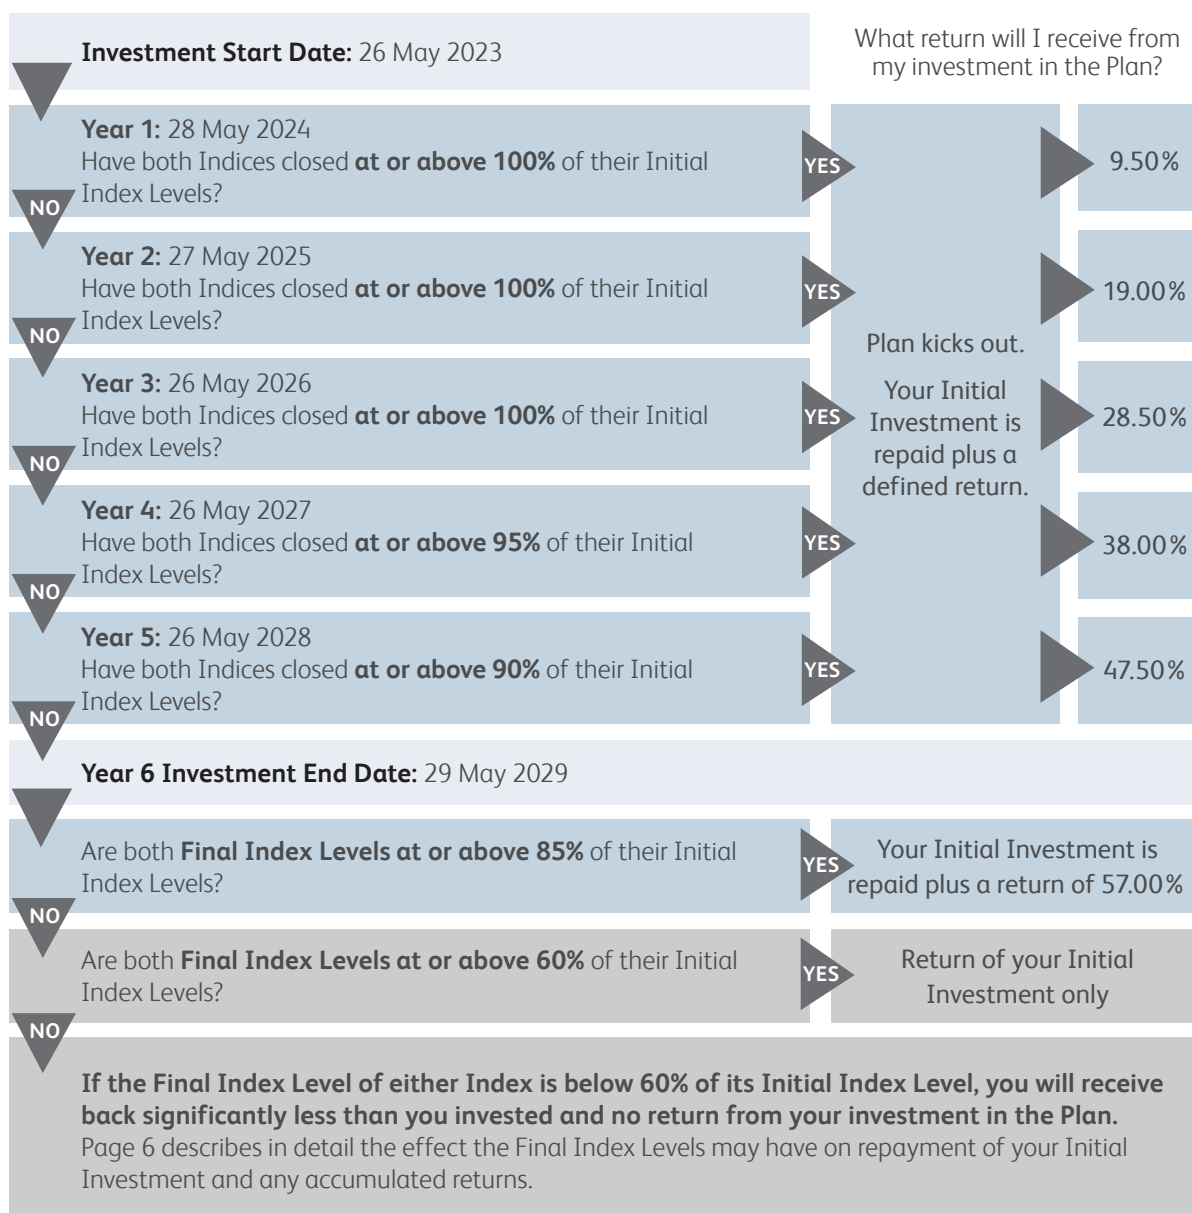 Investment Start Date: 26 May 2023
What return will I receive from
my investment in the Plan?
Year 1: 28 May 2024
Have both Indices closed at or above 100% of their Initial
Index Levels?
YES
9.50%
NO
Year 2: 27 May 2025
Have both Indices closed at or above 100% of their Initial
Index Levels?
YES
19.00%
NO
Year 3: 26 May 2026
Have both Indices closed at or above 100% of their Initial
Index Levels?
YES
Plan kicks out.
Your Initial
Investment is
repaid plus a
defined return.
28.50%
NO
Year 4: 26 May 2027
Have both Indices closed at or above 95% of their Initial
Index Levels?
YES
38.00%
NO
Year 5: 26 May 2028
Have both Indices closed at or above 90% of their Initial
Index Levels?
YES
47.50%
NO
Year 6 Investment End Date: 29 May 2029
Are both Final Index Levels at or above 85% of their Initial
Index Levels?
YES
Your Initial Investment is
repaid plus a return of 57.00%
NO
Are both Final Index Levels at or above 60% of their Initial
Index Levels?
YES
Return of your Initial
Investment only
NO
If the Final Index Level of either Index is below 60% of its Initial Index Level, you will receive
back significantly less than you invested and no return from your investment in the Plan.
Page 6 describes in detail the effect the Final Index Levels may have on repayment of your Initial
Investment and any accumulated returns.